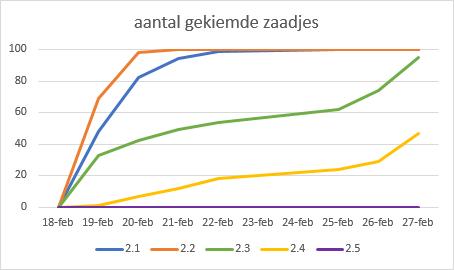 aantal gekiemde zaadjes
100
80
60
40
20
0
18-feb 19-feb 20-feb 21-feb 22-feb 23-feb 24-feb 25-feb 26-feb 27-feb
2.1 2.2 2.3 2.4 2.5